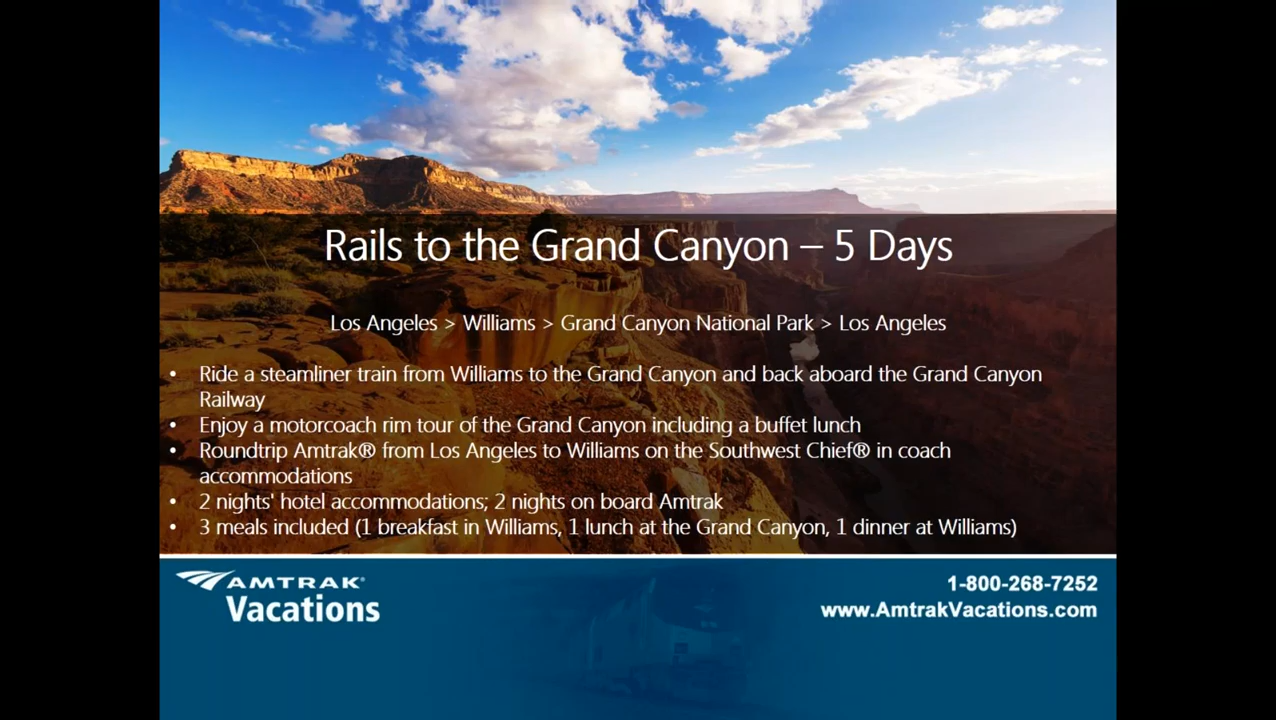 Rails to the Grand Canyon – 5 Days
Los Angeles > Williams > Grand Canyon National Park > Los Angeles
• Ride a steamliner train from Williams to the Grand Canyon and back aboard the Grand Canyon
Railway
• Enjoy a motorcoach rim tour of the Grand Canyon including a buffet lunch
• Roundtrip Amtrak® from Los Angeles to Williams on the Southwest Chief® in coach
accommodations
• 2 nights' hotel accommodations; 2 nights on board Amtrak
• 3 meals included (1 breakfast in Williams, 1 lunch at the Grand Canyon, 1 dinner at Williams)
AMTRAK®
Vacations
1-800-268-7252
www.AmtrakVacations.com